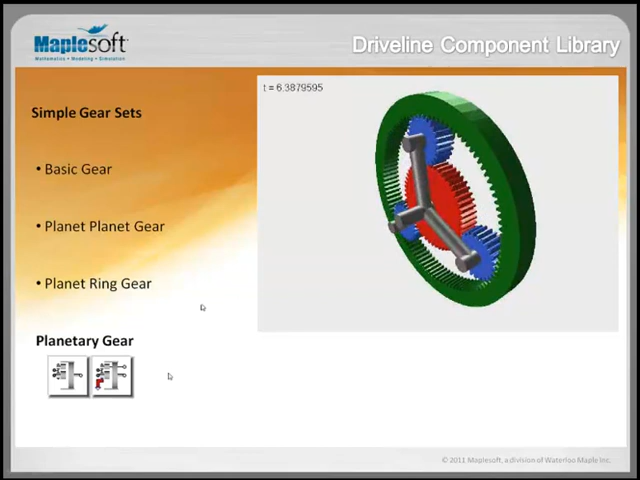 Maplesoft
Mathematics • Modeling • Simulation
Driveline Component Library
Simple Gear Sets
t = 6.3879595
• Basic Gear
• Planet Planet Gear
• Planet Ring Gear
Planetary Gear
© 2011 Maplesoft, a division of Waterloo Maple Inc.